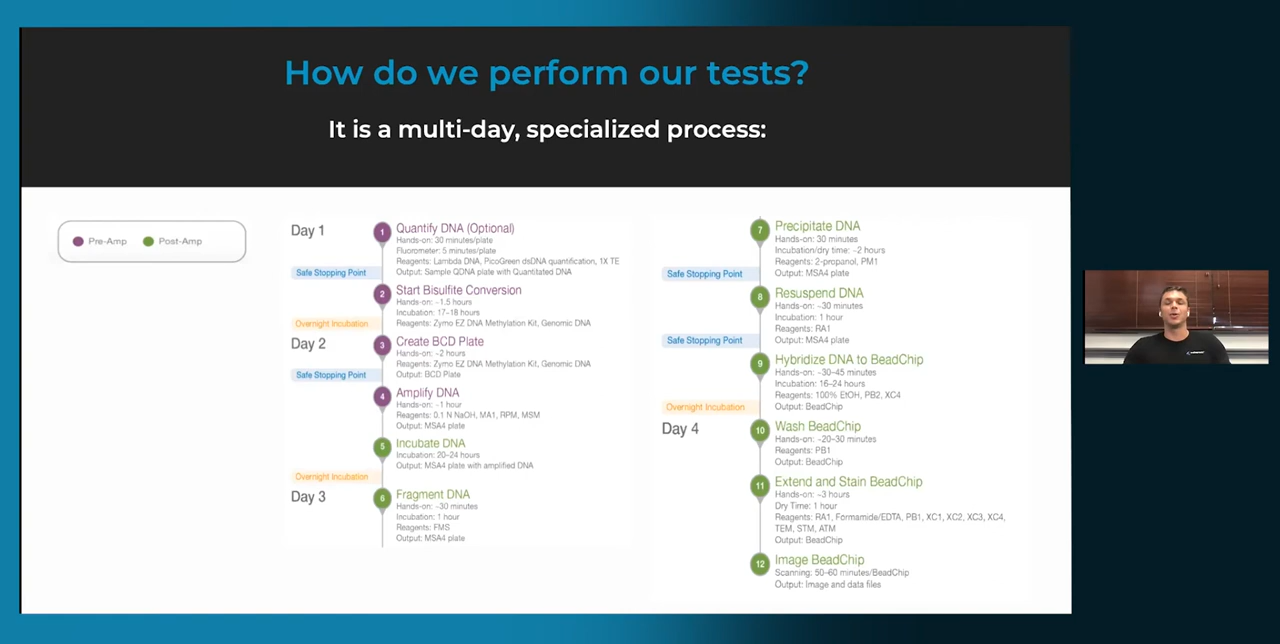 How do we perform our tests?
It is a multi-day, specialized process:
Pre-Amp
Post-Amp
Day 1
1
Quantify DNA (Optional)
Hands-on: 30 minutes/plate
Fluorometer: 5 minutes/plate
Reagents: Lambda DNA, PicoGreen dsDNA quantification, 1X TE
Output: Sample QDNA plate with Quantitated DNA
Safe Stopping Point
2
Start Bisulfite Conversion
Hands-on: ~1.5 hours
Incubation: 17-18 hours
Reagents: Zymo EZ DNA Methylation Kit, Genomic DNA
Overnight Incubation
Day 2
3
Create BCD Plate
Hands-on: ~2 hours
Reagents: Zymo EZ DNA Methylation Kit, Genomic DNA
Output: BCD Plate
Safe Stopping Point
4
Amplify DNA
Hands-on: ~1 hour
Reagents: 0.1 N NaOH, MA1, RPM, MSM
Output: MSA4 plate
5
Incubate DNA
Incubation: 20-24 hours
Output: MSA4 plate with amplified DNA
Overnight Incubation
Day 3
6
Fragment DNA
Hands-on: ~30 minutes
Incubation: 1 hour
Reagents: FMS
Output: MSA4 plate
7
Precipitate DNA
Hands-on: 30 minutes
Incubation/dry time: ~2 hours
Reagents: 2-propanol, PM1
Output: MSA4 plate
Safe Stopping Point
8
Resuspend DNA
Hands-on: ~30 minutes
Incubation: 1 hour
Reagents: RA1
Output: MSA4 plate
Safe Stopping Point
9
Hybridize DNA to BeadChip
Hands-on: ~30-45 minutes
Incubation: 16-24 hours
Reagents: 100% EtOH, PB2, XC4
Output: BeadChip
Overnight Incubation
Day 4
10
Wash BeadChip
Hands-on: ~20-30 minutes
Reagents: PB1
Output: BeadChip
11
Extend and Stain BeadChip
Hands-on: ~3 hours
Dry Time: 1 hour
Reagents: RA1, Formamide/EDTA, PB1, XC1, XC2, XC3, XC4,
TEM, STM, ATM
Output: BeadChip
12
Image BeadChip
Scanning: 50-60 minutes/BeadChip
Output: Image and data files